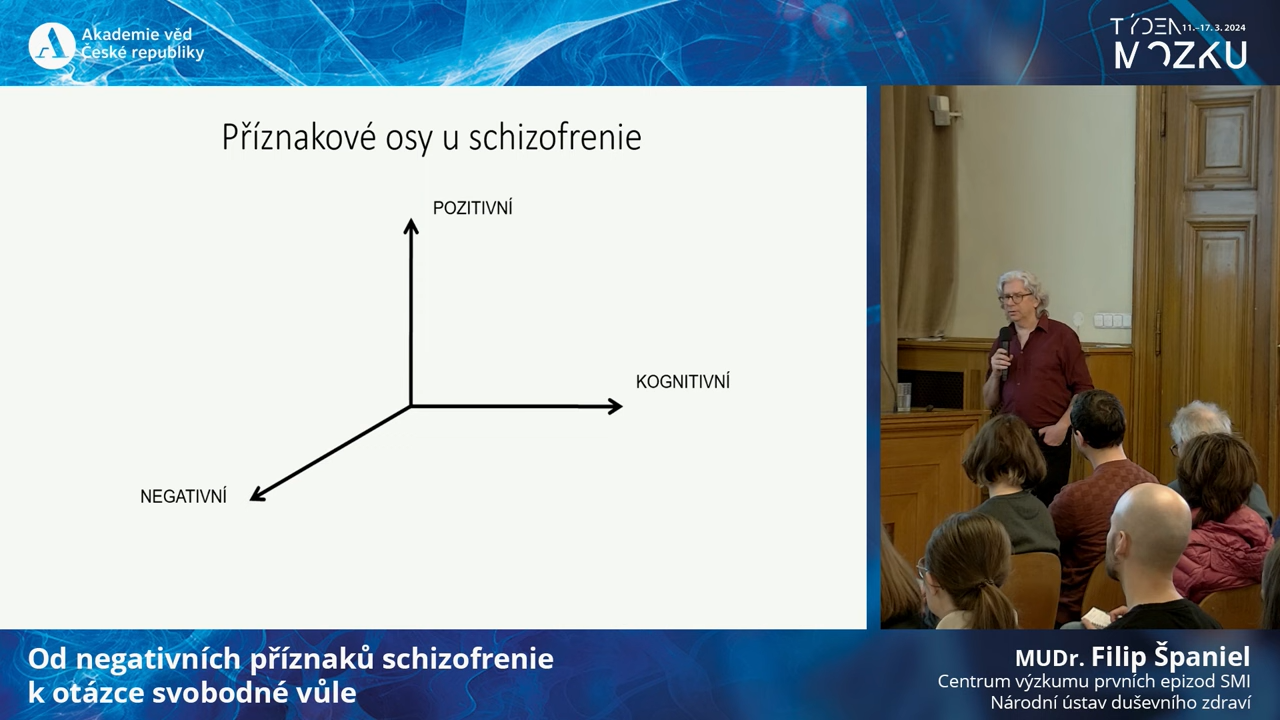 Akademie věd
České republiky
TÝDEN 11.–17. 3. 2024
MOZKU
Příznakové osy u schizofrenie
POZITIVNÍ
KOGNITIVNÍ
NEGATIVNÍ
Od negativních příznaků schizofrenie
k otázce svobodné vůle
MUDr. Filip Španiel
Centrum výzkumu prvních epizod SMI
Národní ústav duševního zdraví